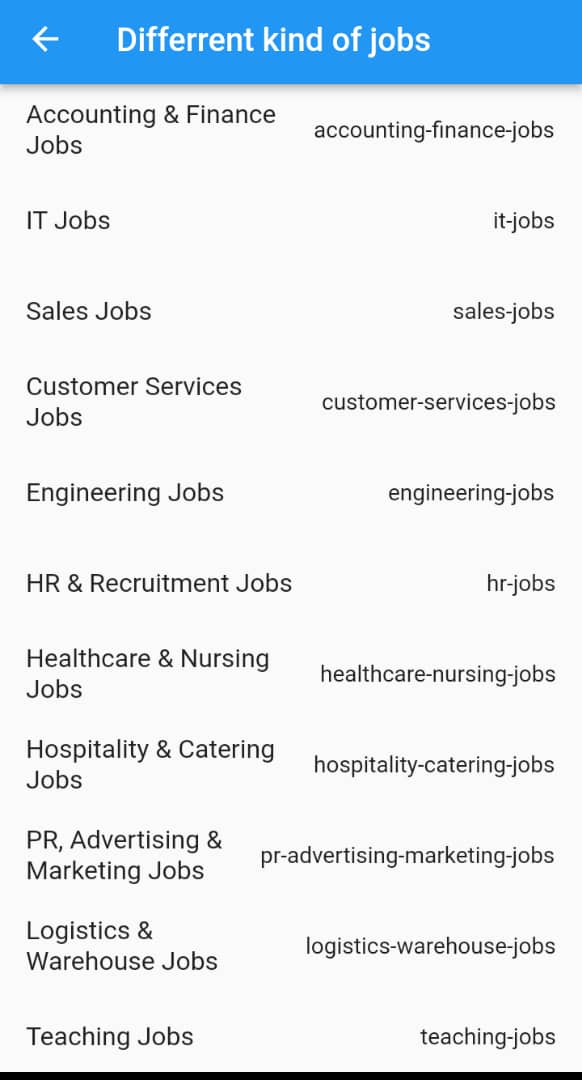 Differrent kind of jobs
Accounting & Finance
Jobs
accounting-finance-jobs
IT Jobs
it-jobs
Sales Jobs
sales-jobs
Customer Services
Jobs
customer-services-jobs
Engineering Jobs
engineering-jobs
HR & Recruitment Jobs
hr-jobs
Healthcare & Nursing
Jobs
healthcare-nursing-jobs
Hospitality & Catering
Jobs
hospitality-catering-jobs
PR, Advertising &
Marketing Jobs
pr-advertising-marketing-jobs
Logistics &
Warehouse Jobs
logistics-warehouse-jobs
Teaching Jobs
teaching-jobs